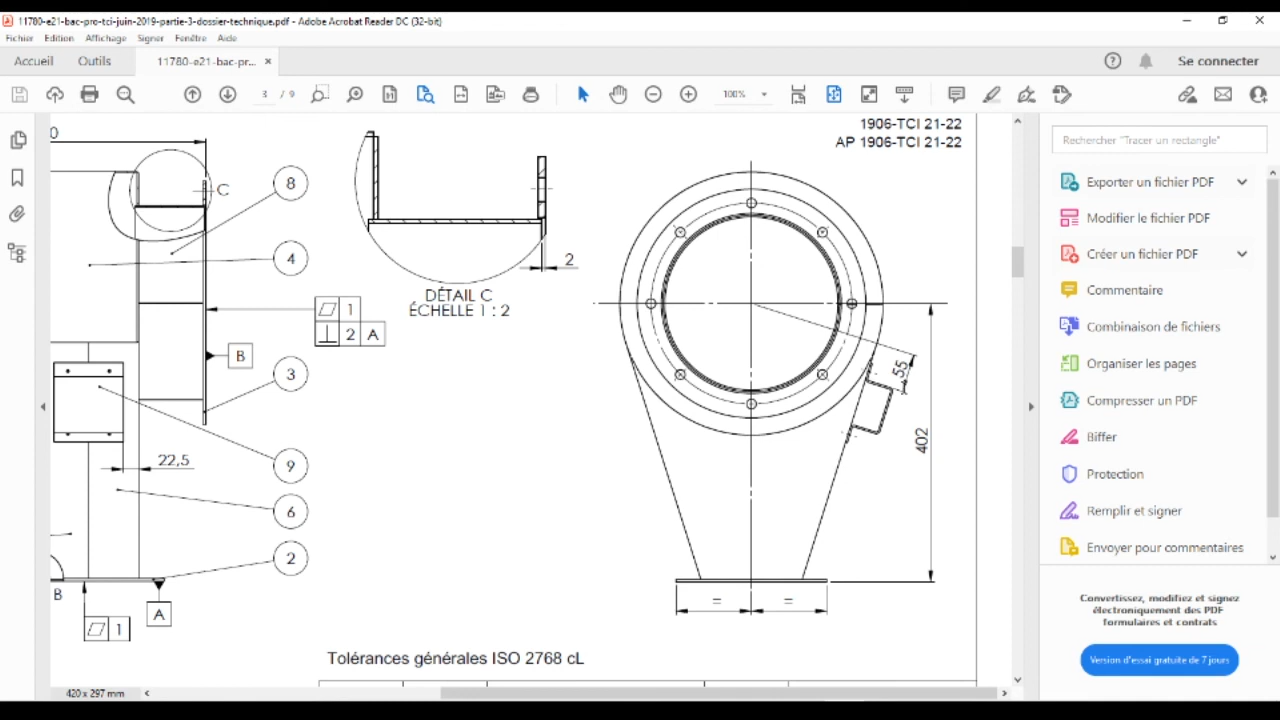 11780-e21-bac-pro-tci-juin-2019-partie-3-dossier-technique.pdf - Adobe Acrobat Reader DC (32-bit)
Fichier Edition Affichage Signer Fenêtre Aide
Accueil Outils 11780-e21-bac-pr... × Se connecter
3 / 9 100%
1906-TCI 21-22
AP 1906-TCI 21-22
0
C
8
4
2
DÉTAIL C
ÉCHELLE 1 : 2
1
2 A
B
3
55
402
22,5
9
6
2
B
A
1
= =
Tolérances générales ISO 2768 cL
420 x 297 mm
Rechercher "Tracer un rectangle"
Exporter un fichier PDF
Modifier le fichier PDF
Créer un fichier PDF
Commentaire
Combinaison de fichiers
Organiser les pages
Compresser un PDF
Biffer
Protection
Remplir et signer
Envoyer pour commentaires
Convertissez, modifiez et signez
électroniquement des PDF
formulaires et contrats
Version d'essai gratuite de 7 jours